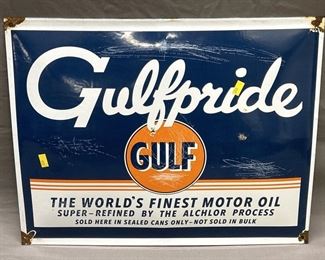 Gulfpride
GULF
THE WORLD'S FINEST MOTOR OIL
SUPER-REFINED BY THE ALCHLOR PROCESS
SOLD HERE IN SEALED CANS ONLY-NOT SOLD IN BULK